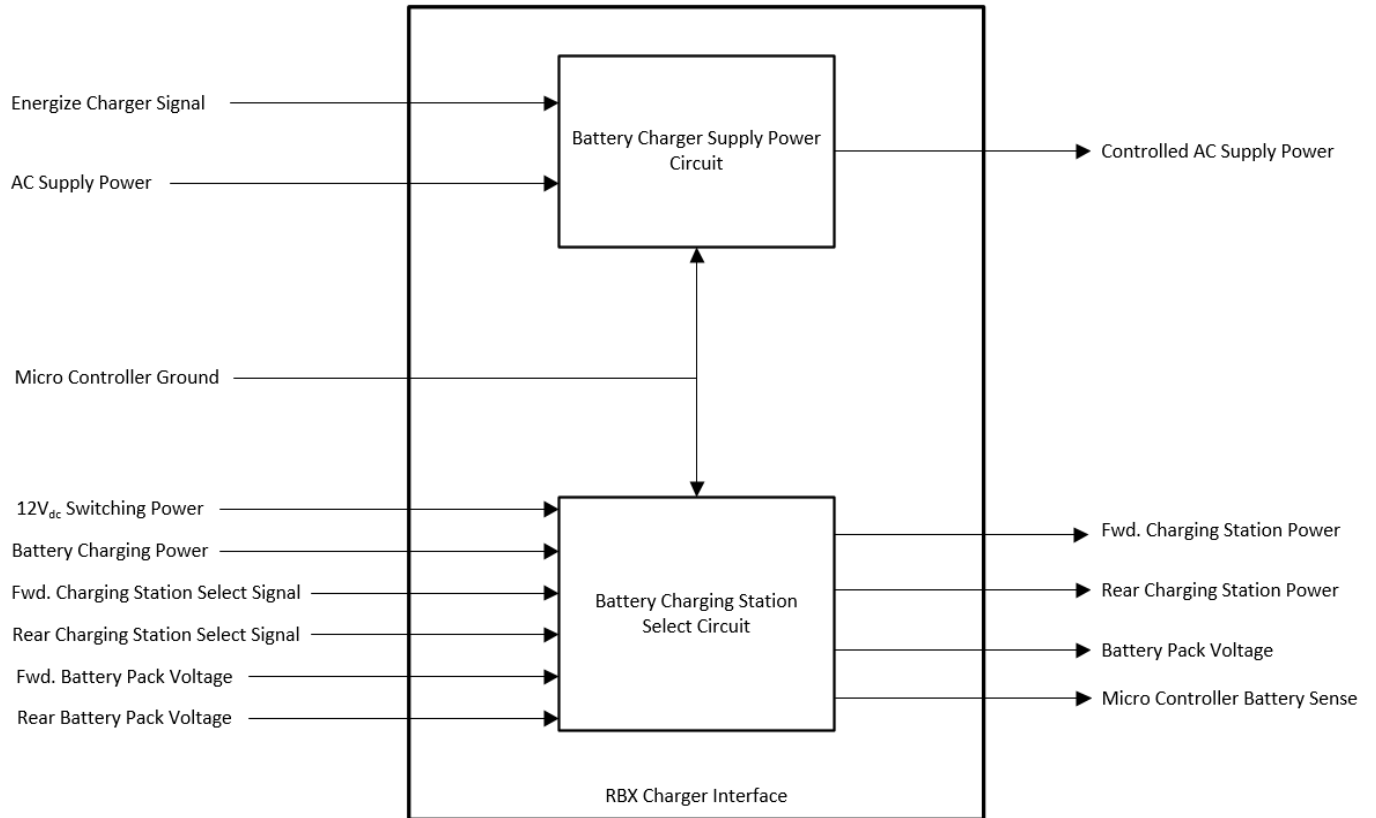 Energize Charger Signal
Battery Charger Supply Power
Circuit
Controlled AC Supply Power
AC Supply Power
Micro Controller Ground
12Vdc Switching Power
Battery Charging Power
Fwd. Charging Station Select Signal
Rear Charging Station Select Signal
Fwd. Battery Pack Voltage
Rear Battery Pack Voltage
Battery Charging Station
Select Circuit
Fwd. Charging Station Power
Rear Charging Station Power
Battery Pack Voltage
Micro Controller Battery Sense
RBX Charger Interface